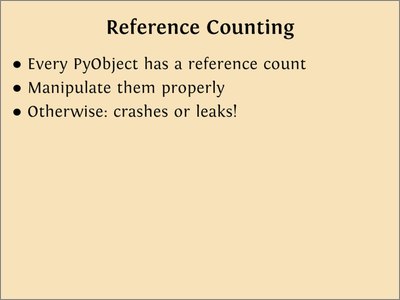 Reference Counting
• Every PyObject has a reference count
• Manipulate them properly
• Otherwise: crashes or leaks!